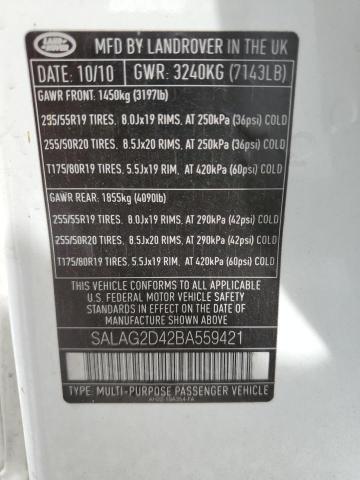 LAND ROVER
MFD BY LANDROVER IN THE UK
DATE: 10/10 GWR: 3240KG (7143LB)
GAWR FRONT: 1450kg (3197lb)
255/55R19 TIRES, 8.0Jx19 RIMS, AT 250kPa (36psi) COLD
255/50R20 TIRES, 8.5Jx20 RIMS, AT 250kPa (36psi) COLD
T175/80R19 TIRES, 5.5Jx19 RIM, AT 420kPa (60psi) COLD
GAWR REAR: 1855kg (4090lb)
255/55R19 TIRES, 8.0Jx19 RIMS, AT 290kPa (42psi) COLD
255/50R20 TIRES, 8.5Jx20 RIMS, AT 290kPa (42psi) COLD
T175/80R19 TIRES, 5.5Jx19 RIM, AT 420kPa (60psi) COLD
THIS VEHICLE CONFORMS TO ALL APPLICABLE
U.S. FEDERAL MOTOR VEHICLE SAFETY STANDARDS
IN EFFECT ON THE DATE OF MANUFACTURE
SHOWN ABOVE.
SALAG2D42BA559421
TYPE: MULTI-PURPOSE PASSENGER VEHICLE